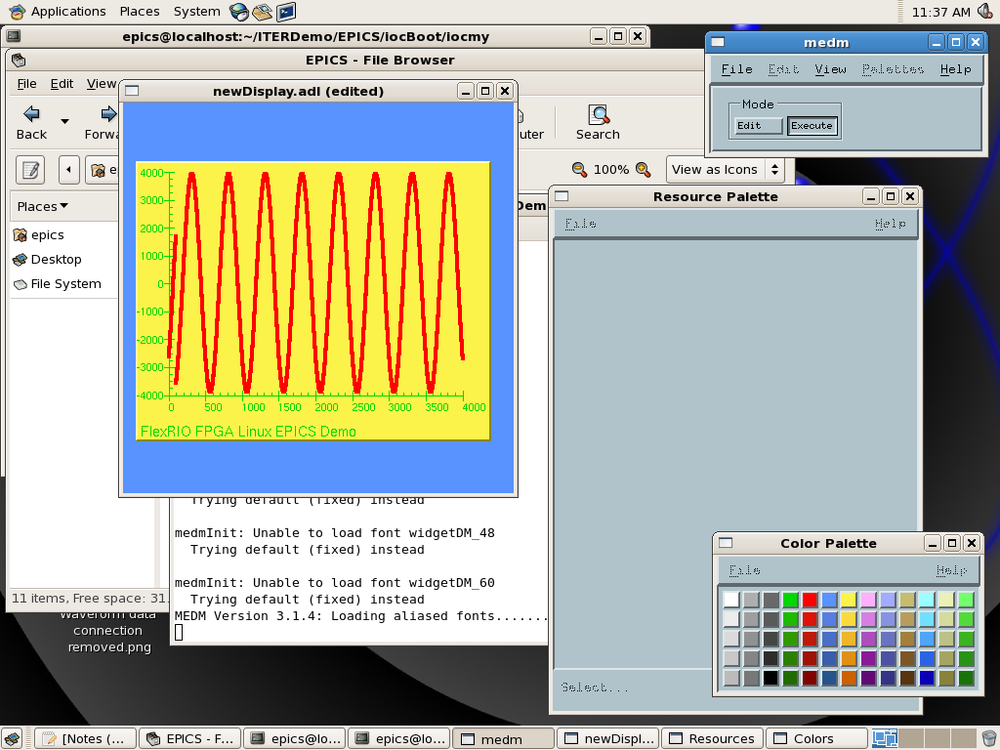 Applications Places System
11:37 AM
epics@localhost:~/ITERDemo/EPICS/iocBoot/iocmy
EPICS - File Browser
File Edit View
Back
Search
100%
View as Icons
Places
epics
Desktop
File System
11 items, Free space: 31.
Waveform data
connection
removed.png
newDisplay.adl (edited)
4000
3000
2000
1000
0
-1000
-2000
-3000
-4000
0 500 1000 1500 2000 2500 3000 3500 4000
FlexRIO FPGA Linux EPICS Demo
Trying default (fixed) instead
medmInit: Unable to load font widgetDM_48
Trying default (fixed) instead
medmInit: Unable to load font widgetDM_60
Trying default (fixed) instead
MEDM Version 3.1.4: Loading aliased fonts.......
medm
File Edit View Palettes Help
Mode
Edit Execute
Resource Palette
File Help
Select...
Color Palette
File Help
[Notes (... EPICS - F... epics@lo... epics@lo... medm newDispl... Resources Colors